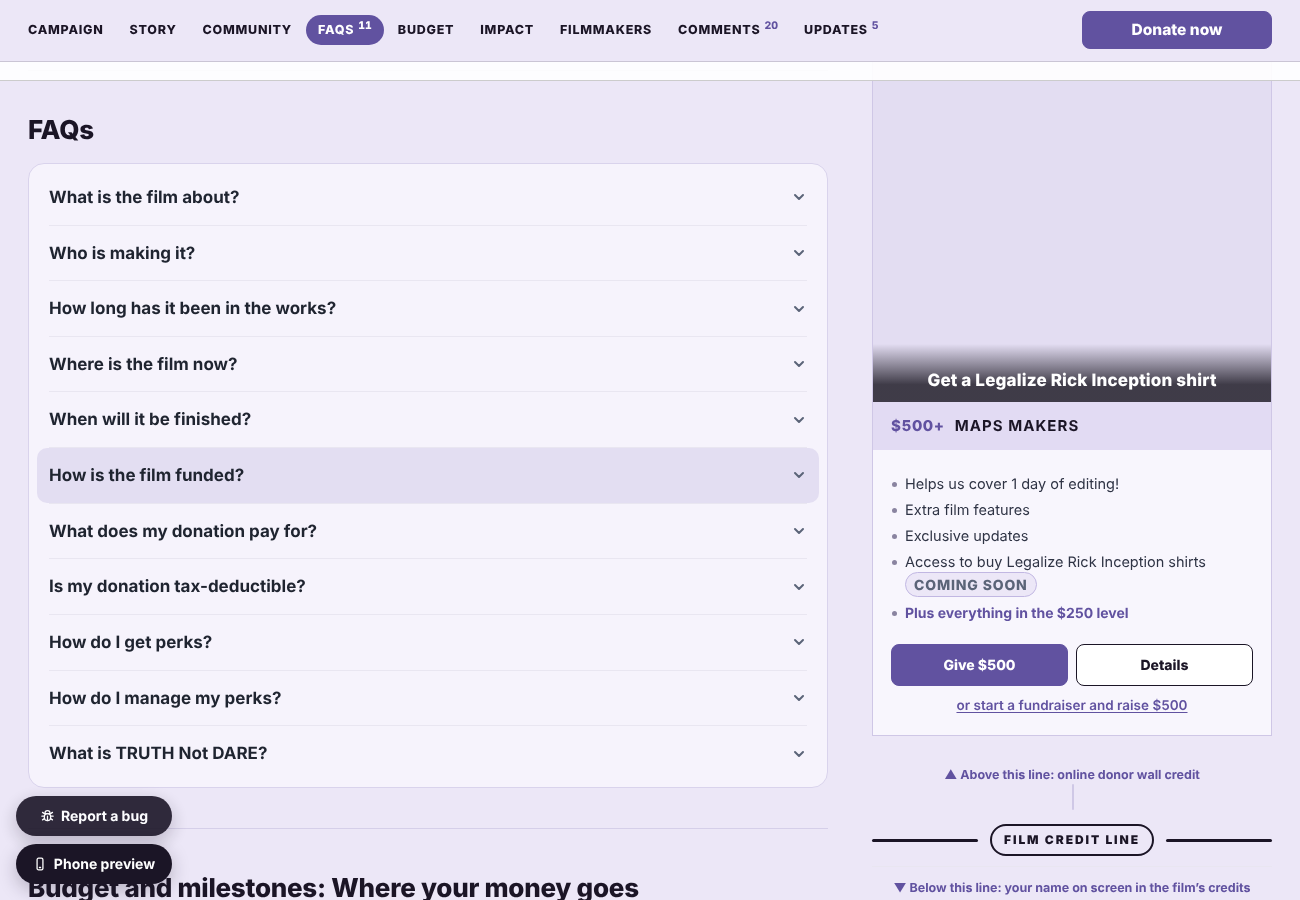 CAMPAIGN STORY COMMUNITY FAQS 11 BUDGET IMPACT FILMMAKERS COMMENTS 20 UPDATES 5 Donate now
FAQs
What is the film about?
Who is making it?
How long has it been in the works?
Where is the film now?
When will it be finished?
How is the film funded?
What does my donation pay for?
Is my donation tax-deductible?
How do I get perks?
How do I manage my perks?
What is TRUTH Not DARE?
Report a bug
Phone preview
Budget and milestones: Where your money goes
Get a Legalize Rick Inception shirt
$500+ MAPS MAKERS
Helps us cover 1 day of editing!
Extra film features
Exclusive updates
Access to buy Legalize Rick Inception shirts
COMING SOON
Plus everything in the $250 level
Give $500 Details
or start a fundraiser and raise $500
▲ Above this line: online donor wall credit
FILM CREDIT LINE
▼ Below this line: your name on screen in the film’s credits